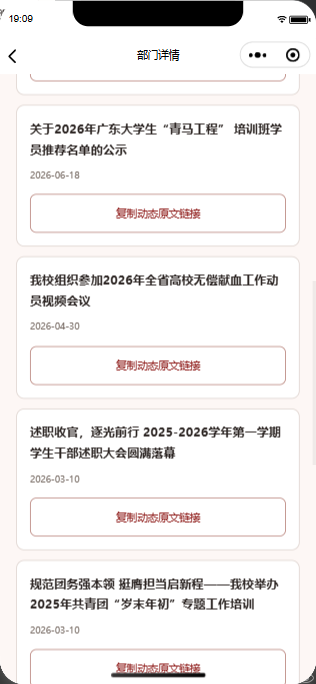 19:09
部门详情
关于2026年广东大学生“青马工程” 培训班学
员推荐名单的公示
2026-06-18
复制动态原文链接
我校组织参加2026年全省高校无偿献血工作动
员视频会议
2026-04-30
复制动态原文链接
述职收官，逐光前行 2025-2026学年第一学期
学生干部述职大会圆满落幕
2026-03-10
复制动态原文链接
规范团务强本领 挺膺担当启新程——我校举办
2025年共青团“岁末年初”专题工作培训
2026-03-10
复制动态原文链接